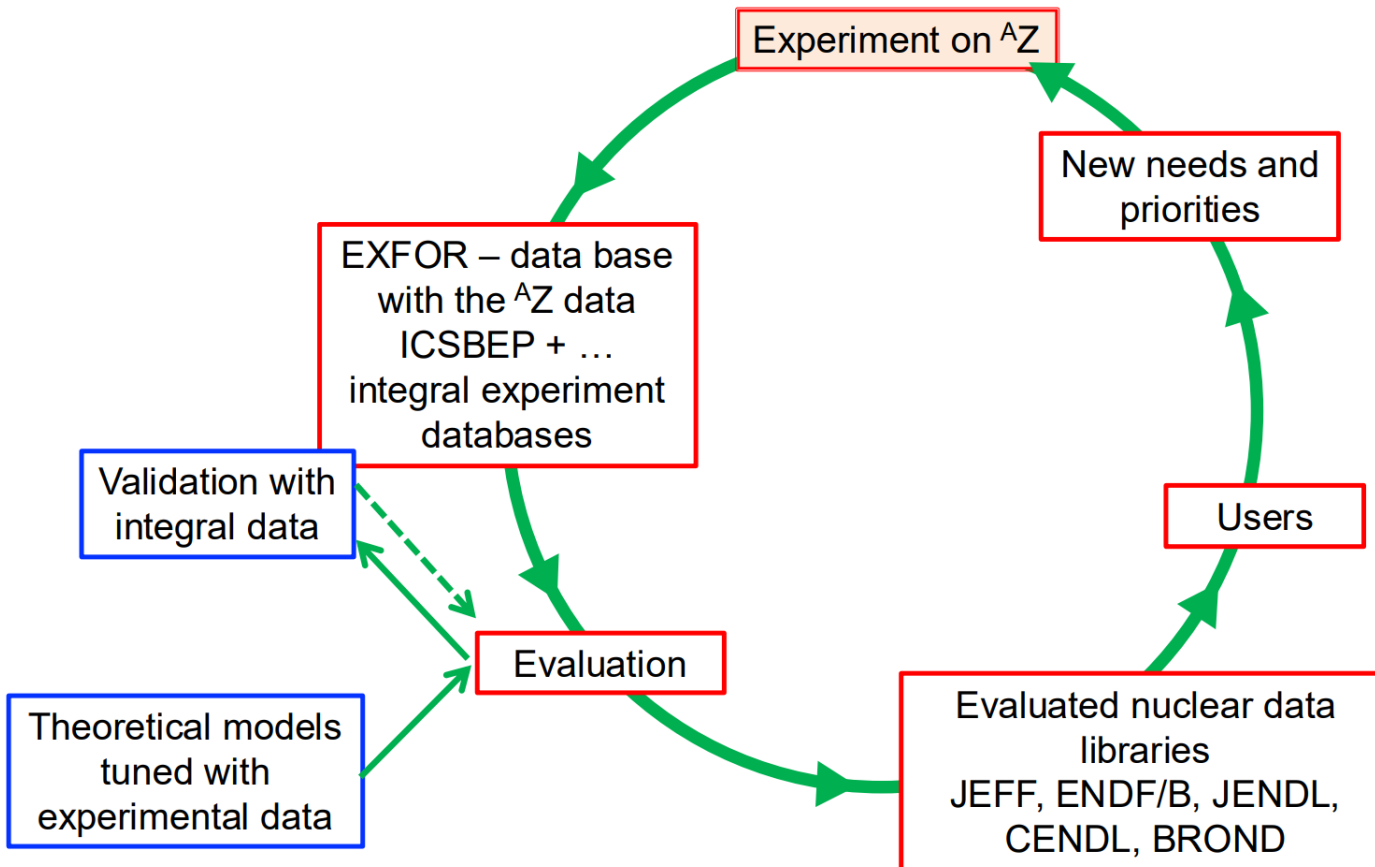 Experiment on ᴬZ
New needs and
priorities
EXFOR – data base
with the ᴬZ data
ICSBEP + …
integral experiment
databases
Validation with
integral data
Users
Evaluation
Theoretical models
tuned with
experimental data
Evaluated nuclear data
libraries
JEFF, ENDF/B, JENDL,
CENDL, BROND